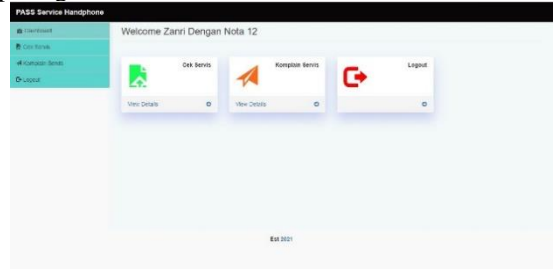 PASS Service Handphone
Dashboard
Cek Servis
Komplain Servis
Logout
Welcome Zanri Dengan Nota 12
Cek Servis
View Details
Komplain Servis
View Details
Logout
Est 2021